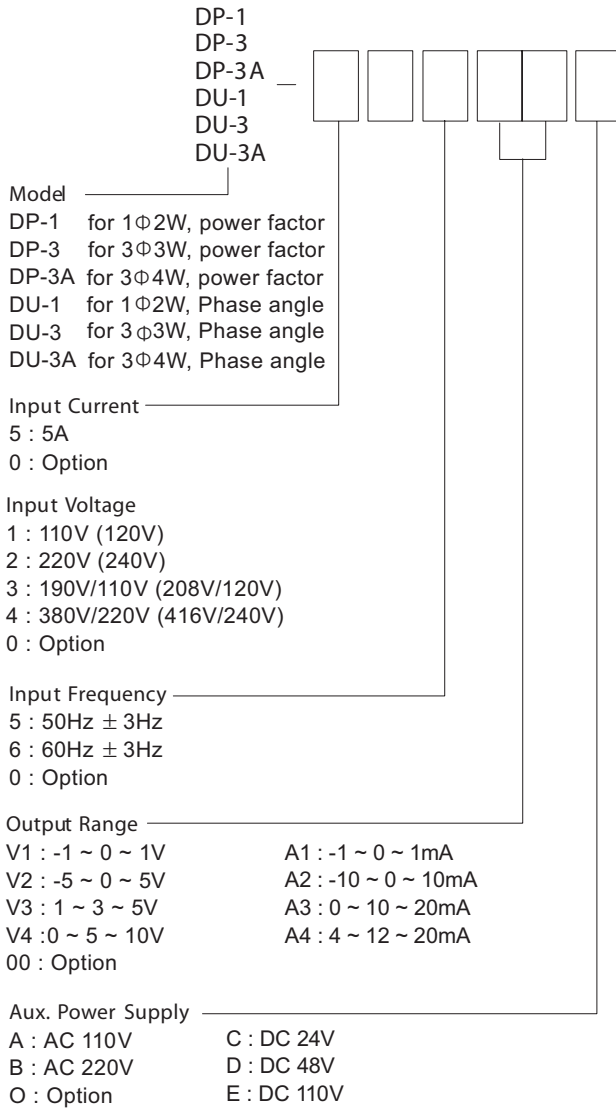 DP-1
DP-3
DP-3A
DU-1
DU-3
DU-3A
Model
DP-1 for 1Φ2W, power factor
DP-3 for 3Φ3W, power factor
DP-3A for 3Φ4W, power factor
DU-1 for 1Φ2W, Phase angle
DU-3 for 3Φ3W, Phase angle
DU-3A for 3Φ4W, Phase angle
Input Current
5 : 5A
0 : Option
Input Voltage
1 : 110V (120V)
2 : 220V (240V)
3 : 190V/110V (208V/120V)
4 : 380V/220V (416V/240V)
0 : Option
Input Frequency
5 : 50Hz ± 3Hz
6 : 60Hz ± 3Hz
0 : Option
Output Range
V1 : -1 ~ 0 ~ 1V A1 : -1 ~ 0 ~ 1mA
V2 : -5 ~ 0 ~ 5V A2 : -10 ~ 0 ~ 10mA
V3 : 1 ~ 3 ~ 5V A3 : 0 ~ 10 ~ 20mA
V4 :0 ~ 5 ~ 10V A4 : 4 ~ 12 ~ 20mA
00 : Option
Aux. Power Supply
A : AC 110V C : DC 24V
B : AC 220V D : DC 48V
O : Option E : DC 110V